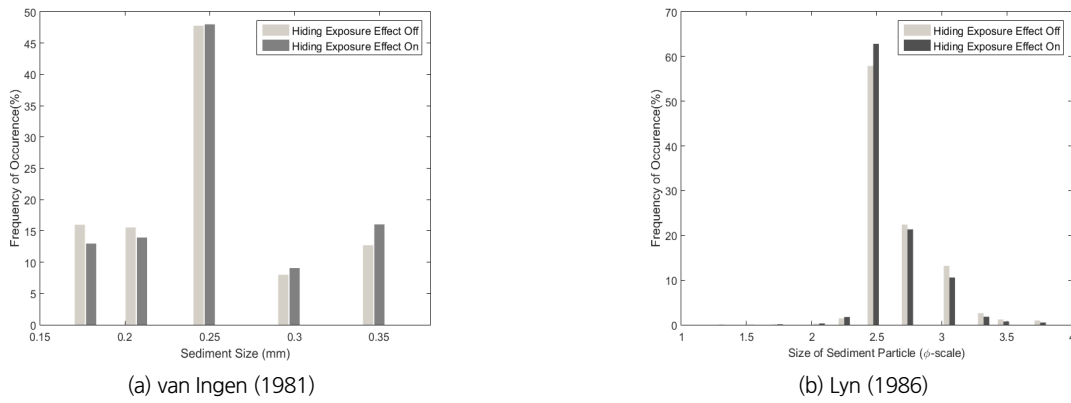 50
45
40
35
30
25
20
15
10
5
0
Frequency of Occurence(%)
Hiding Exposure Effect Off
Hiding Exposure Effect On
0.15 0.2 0.25 0.3 0.35
Sediment Size (mm)
(a) van Ingen (1981)
70
60
50
40
30
20
10
0
Frequency of Occurence(%)
Hiding Exposure Effect Off
Hiding Exposure Effect On
1 1.5 2 2.5 3 3.5 4
Size of Sediment Particle (ϕ-scale)
(b) Lyn (1986)